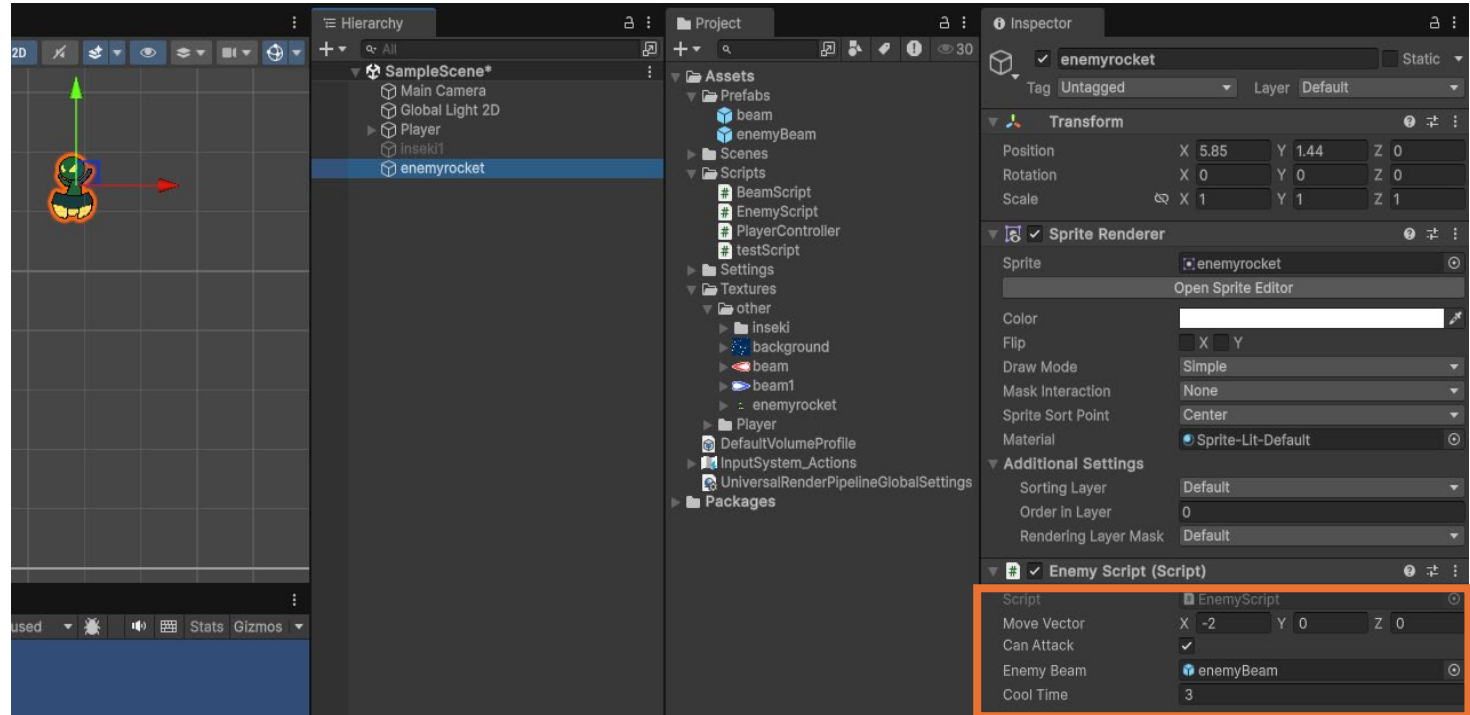 2D
used
Stats Gizmos
Hierarchy
All
SampleScene*
Main Camera
Global Light 2D
Player
inseki1
enemyrocket
Project
30
Assets
Prefabs
beam
enemyBeam
Scenes
Scripts
BeamScript
EnemyScript
PlayerController
testScript
Settings
Textures
other
inseki
background
beam
beam1
enemyrocket
Player
DefaultVolumeProfile
InputSystem_Actions
UniversalRenderPipelineGlobalSettings
Packages
Inspector
enemyrocket Static
Tag Untagged Layer Default
Transform
Position X 5.85 Y 1.44 Z 0
Rotation X 0 Y 0 Z 0
Scale X 1 Y 1 Z 1
Sprite Renderer
Sprite enemyrocket
Open Sprite Editor
Color
Flip X Y
Draw Mode Simple
Mask Interaction None
Sprite Sort Point Center
Material Sprite-Lit-Default
Additional Settings
Sorting Layer Default
Order in Layer 0
Rendering Layer Mask Default
# Enemy Script (Script)
Script EnemyScript
Move Vector X -2 Y 0 Z 0
Can Attack
Enemy Beam enemyBeam
Cool Time 3